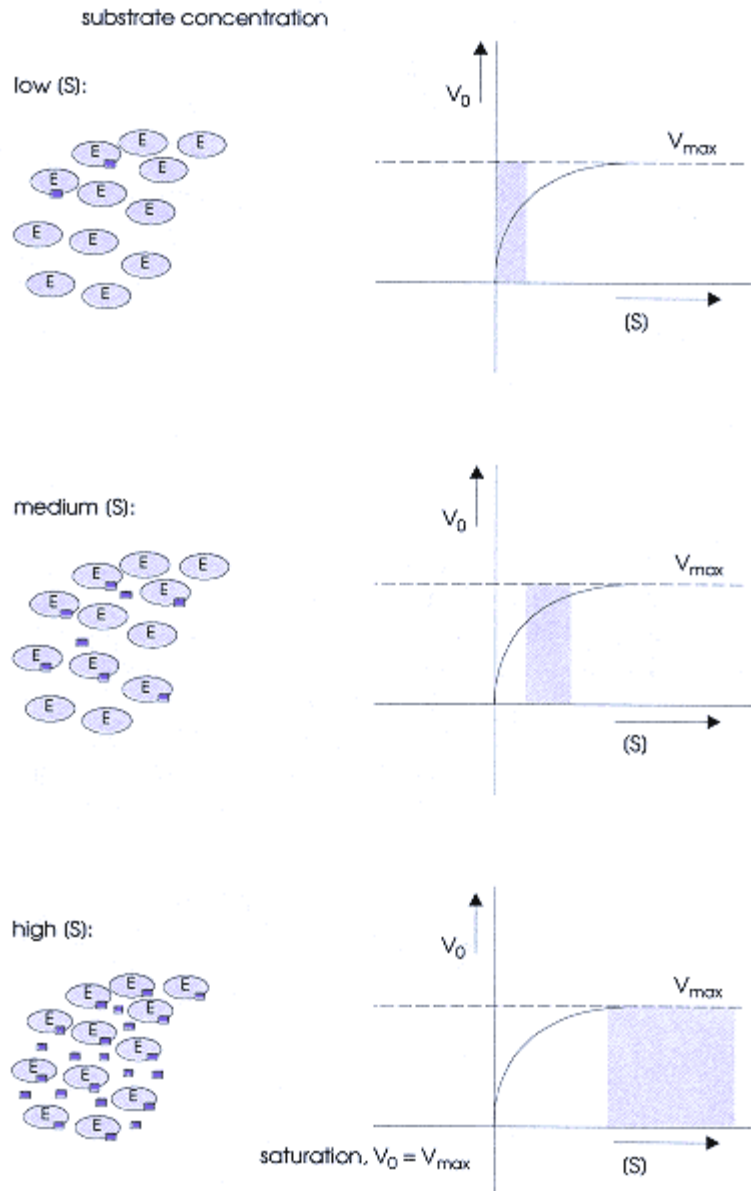 substrate concentration
low [S]:
E E E
E E
E E
E E
E
E E
V₀
Vmax
[S]
medium [S]:
E E E
E E
E E
E E
E
E E
V₀
Vmax
[S]
high [S]:
E E E
E E
E E
E E
E
E E
V₀
Vmax
[S]
saturation, V₀ = Vmax